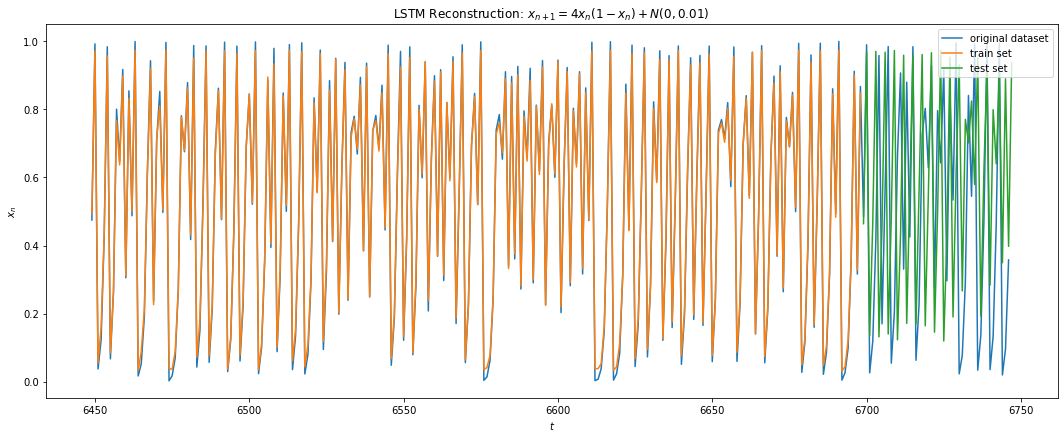 LSTM Reconstruction: $x_{n+1} = 4x_n(1 - x_n) + N(0, 0.01)$
original dataset
train set
test set
1.0
0.8
0.6
0.4
0.2
0.0
$x_n$
6450 6500 6550 6600 6650 6700 6750
$t$